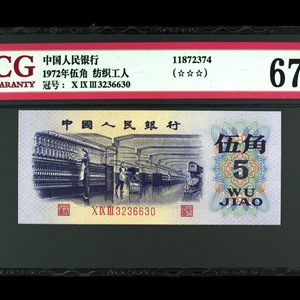 CG
WARRANTY
中国人民银行
1972年伍角 纺织工人
冠号： X IX III 3236630
11872374
(☆☆☆)
67
中國人民銀行
X IX III 3236630
伍角
5
WU
JIAO